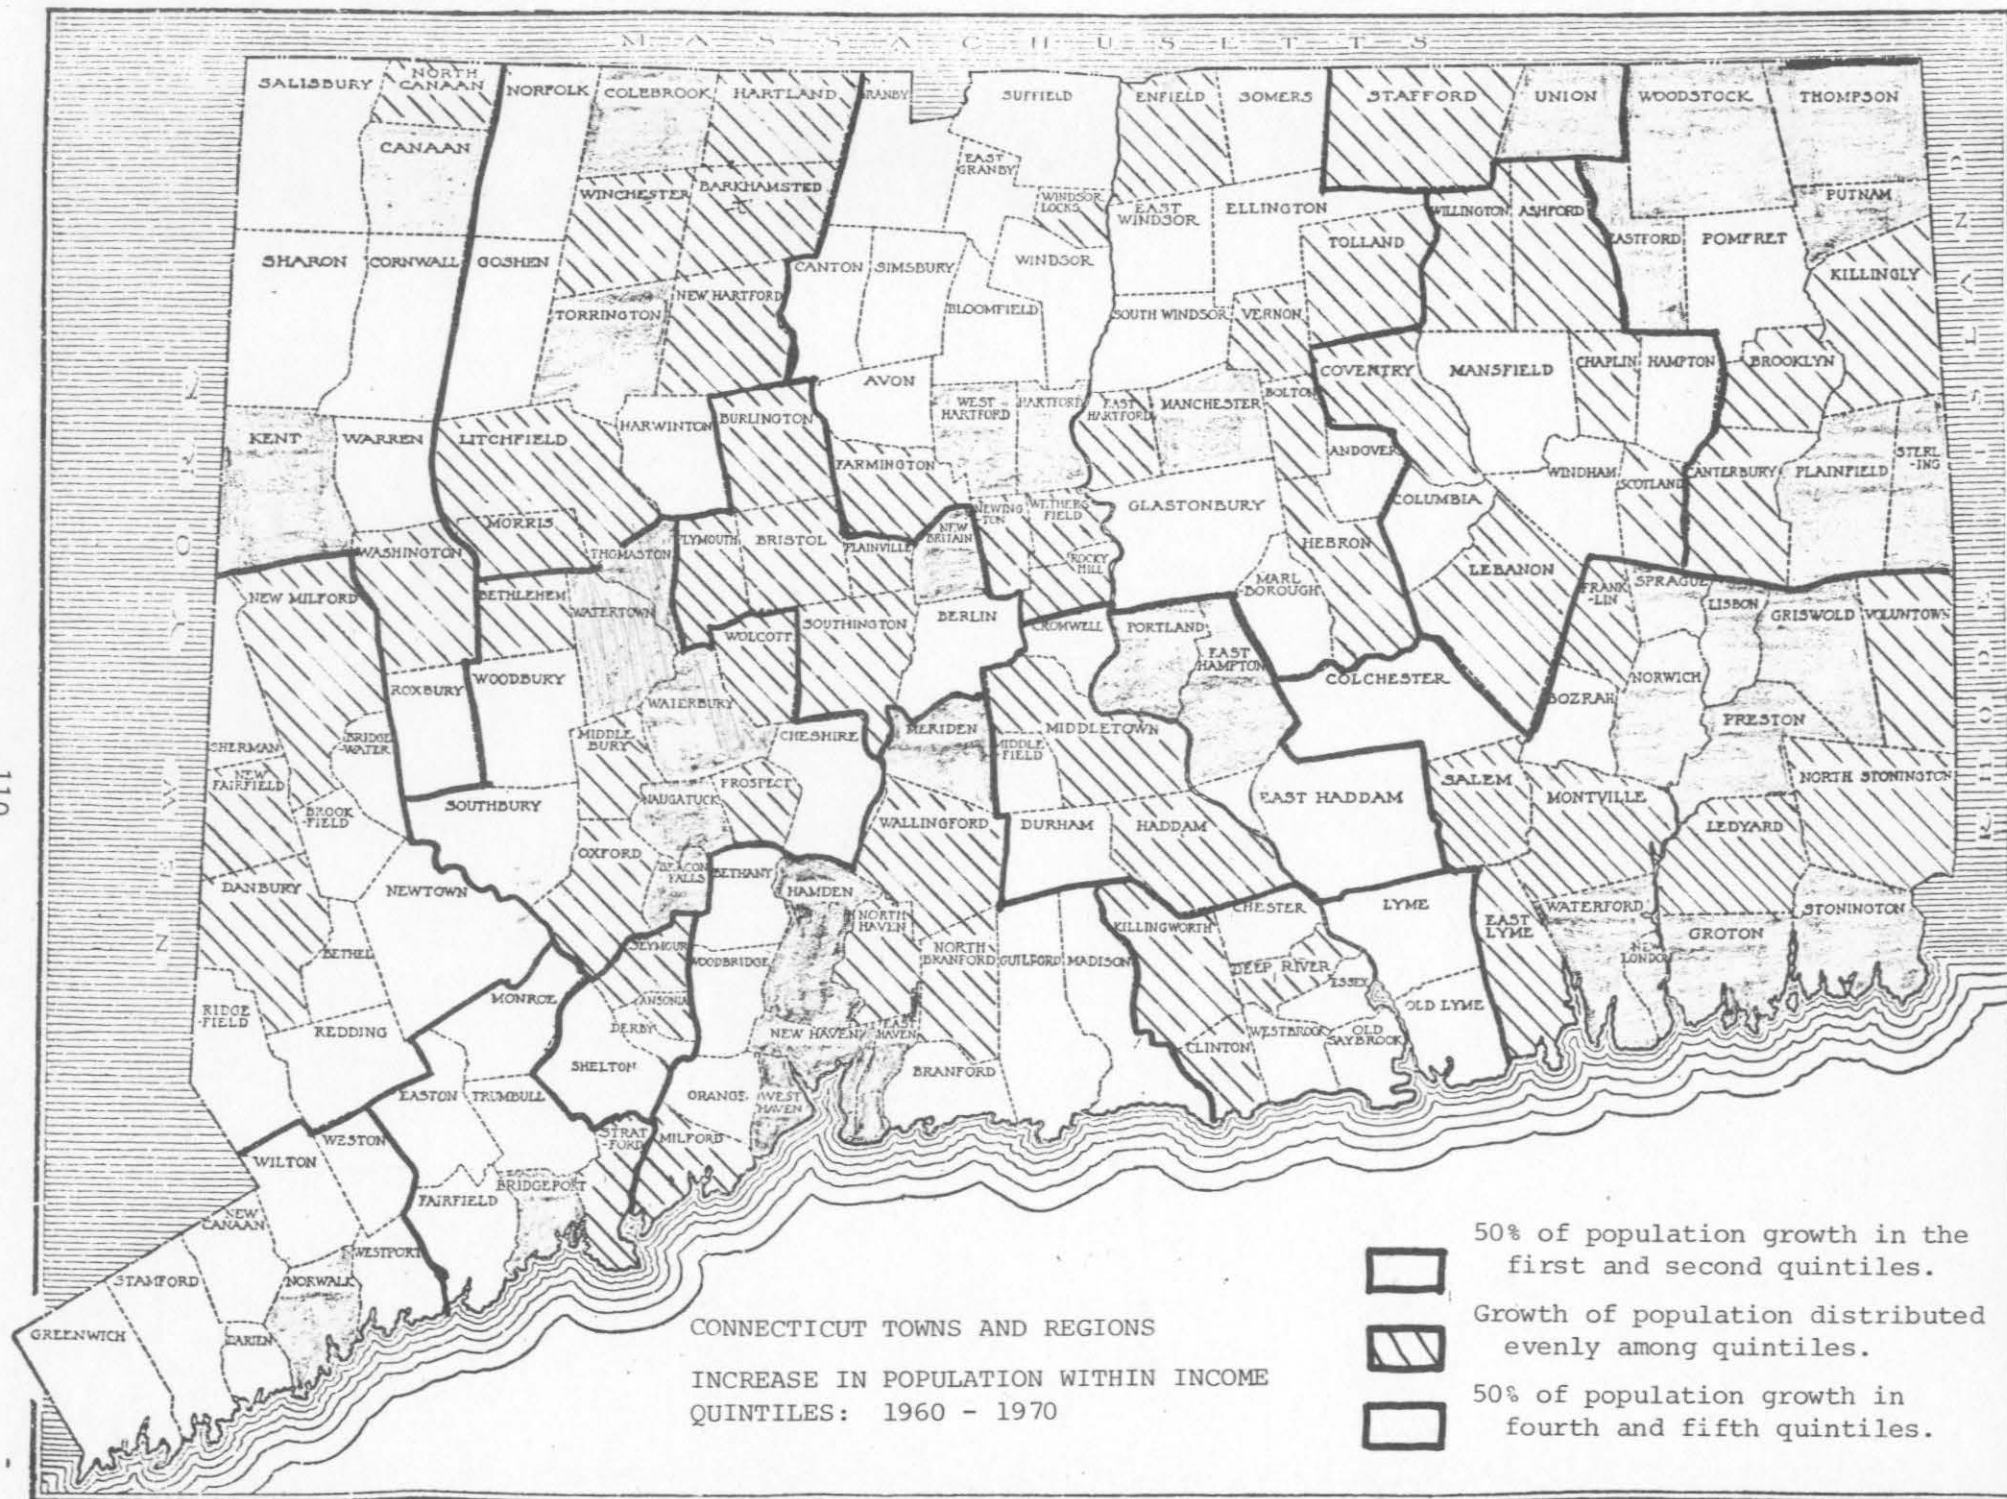 MASSACHUSETTS
SALISBURY
NORTH
CANAAN
NORFOLK
COLEBROOK
HARTLAND
SUFFIELD
ENFIELD
SOMERS
STAFFORD
UNION
WOODSTOCK
THOMPSON
CANAAN
EAST
GRANBY
WINCHESTER
BARKHAMSTED
WINDSOR
LOCKS
EAST
WINDSOR
ELLINGTON
WILLINGTON
ASHFORD
PUTNAM
SHARON
CORNWALL
GOSHEN
CANTON
SIMSBURY
WINDSOR
TOLLAND
EASTFORD
POMFRET
KILLINGLY
TORRINGTON
NEW HARTFORD
BLOOMFIELD
SOUTH WINDSOR
VERNON
COVENTRY
MANSFIELD
CHAPLIN
HAMPTON
BROOKLYN
AVON
WEST
HARTFORD
HARTFORD
EAST
HARTFORD
MANCHESTER
BOLTON
KENT
WARREN
LITCHFIELD
HARWINTON
BURLINGTON
FARMINGTON
ANDOVER
WINDHAM
SCOTLAND
CANTERBURY
PLAINFIELD
STERL
-ING
COLUMBIA
GLASTONBURY
WASHINGTON
MORRIS
THOMASTON
PLYMOUTH
BRISTOL
PLAINVILLE
NEW
BRITAIN
NEWING
-TON
WETHERS
FIELD
ROCKY
HILL
HEBRON
MARL
-BOROUGH
LEBANON
FRANK
-LIN
SPRAGUE
LISBON
GRISWOLD
VOLUNTOWN
NEW MILFORD
BETHLEHEM
WATERTOWN
WOLCOTT
SOUTHINGTON
BERLIN
CROMWELL
PORTLAND
EAST
HAMPTON
COLCHESTER
BOZRAH
NORWICH
PRESTON
ROXBURY
WOODBURY
WATERBURY
CHESHIRE
MERIDEN
MIDDLETOWN
MIDDLE
FIELD
SHERMAN
BRIDGE
WATER
MIDDLE
BURY
NEW
FAIRFIELD
BROOK
-FIELD
SOUTHBURY
NAUGATUCK
PROSPECT
WALLINGFORD
DURHAM
HADDAM
EAST HADDAM
SALEM
MONTVILLE
LEDYARD
NORTH STONINGTON
OXFORD
BEACON
FALLS
BETHANY
HAMDEN
DANBURY
NEWTOWN
NORTH
HAVEN
KILLINGWORTH
CHESTER
LYME
EAST
LYME
WATERFORD
NEW
LONDON
GROTON
STONINGTON
BETHEL
SEYMOUR
WOODBRIDGE
NORTH
BRANFORD
GUILFORD
MADISON
DEEP RIVER
ESSEX
OLD LYME
RIDGE
-FIELD
REDDING
MONROE
ANSONIA
DERBY
NEW HAVEN
EAST
HAVEN
CLINTON
WESTBROOK
OLD
SAYBROOK
SHELTON
BRANFORD
EASTON
TRUMBULL
ORANGE
WEST
HAVEN
WESTON
WILTON
STRAT
-FORD
MILFORD
FAIRFIELD
BRIDGEPORT
NEW
CANAAN
WESTPORT
STAMFORD
NORWALK
GREENWICH
DARIEN
CONNECTICUT TOWNS AND REGIONS
INCREASE IN POPULATION WITHIN INCOME
QUINTILES: 1960 - 1970
50% of population growth in the
first and second quintiles.
Growth of population distributed
evenly among quintiles.
50% of population growth in
fourth and fifth quintiles.